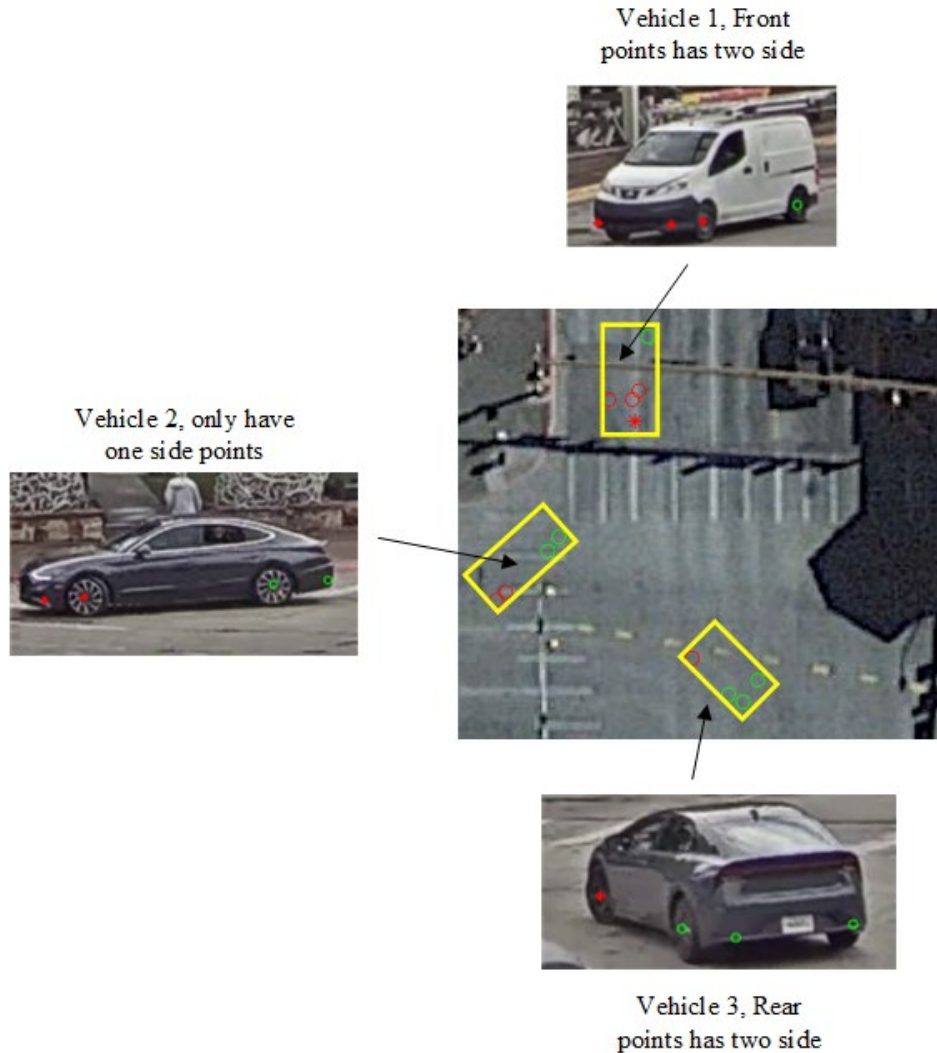 Vehicle 1, Front
points has two side
Vehicle 2, only have
one side points
Vehicle 3, Rear
points has two side